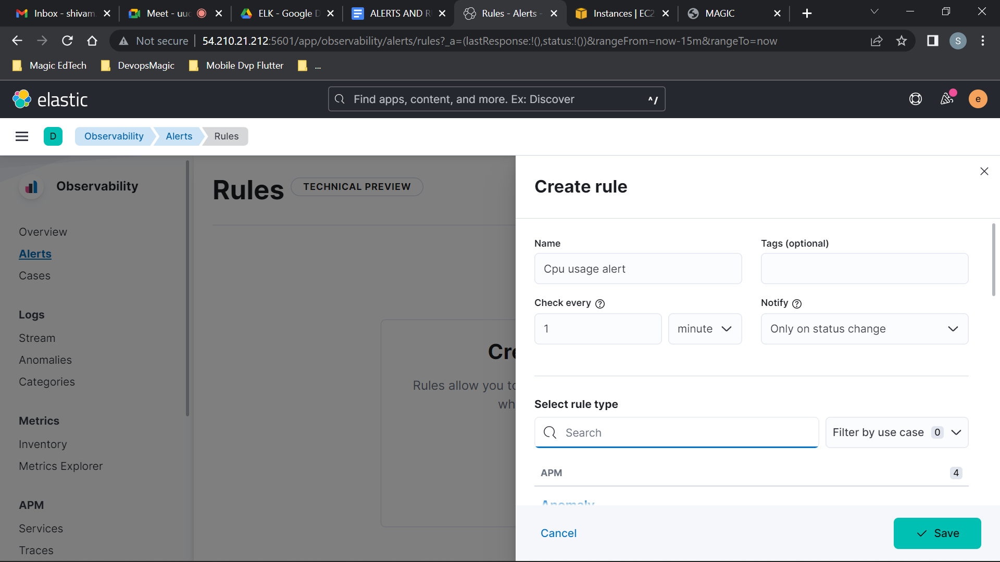 Inbox - shivam.
Meet - uuc
ELK - Google D
ALERTS AND R
Rules - Alerts -
Instances | EC2
MAGIC
Not secure
54.210.21.212:5601/app/observability/alerts/rules?_a=(lastResponse:!(),status:!())&rangeFrom=now-15m&rangeTo=now
S
Magic EdTech
DevopsMagic
Mobile Dvp Flutter
...
elastic
Find apps, content, and more. Ex: Discover
^/
e
D
Observability
Alerts
Rules
Observability
Overview
Alerts
Cases
Logs
Stream
Anomalies
Categories
Metrics
Inventory
Metrics Explorer
APM
Services
Traces
Rules
TECHNICAL PREVIEW
Cre
Rules allow you to
wh
Create rule
Name
Tags (optional)
Cpu usage alert
Check every
Notify
1
minute
Only on status change
Select rule type
Search
Filter by use case 0
APM
4
Anomaly
Cancel
Save